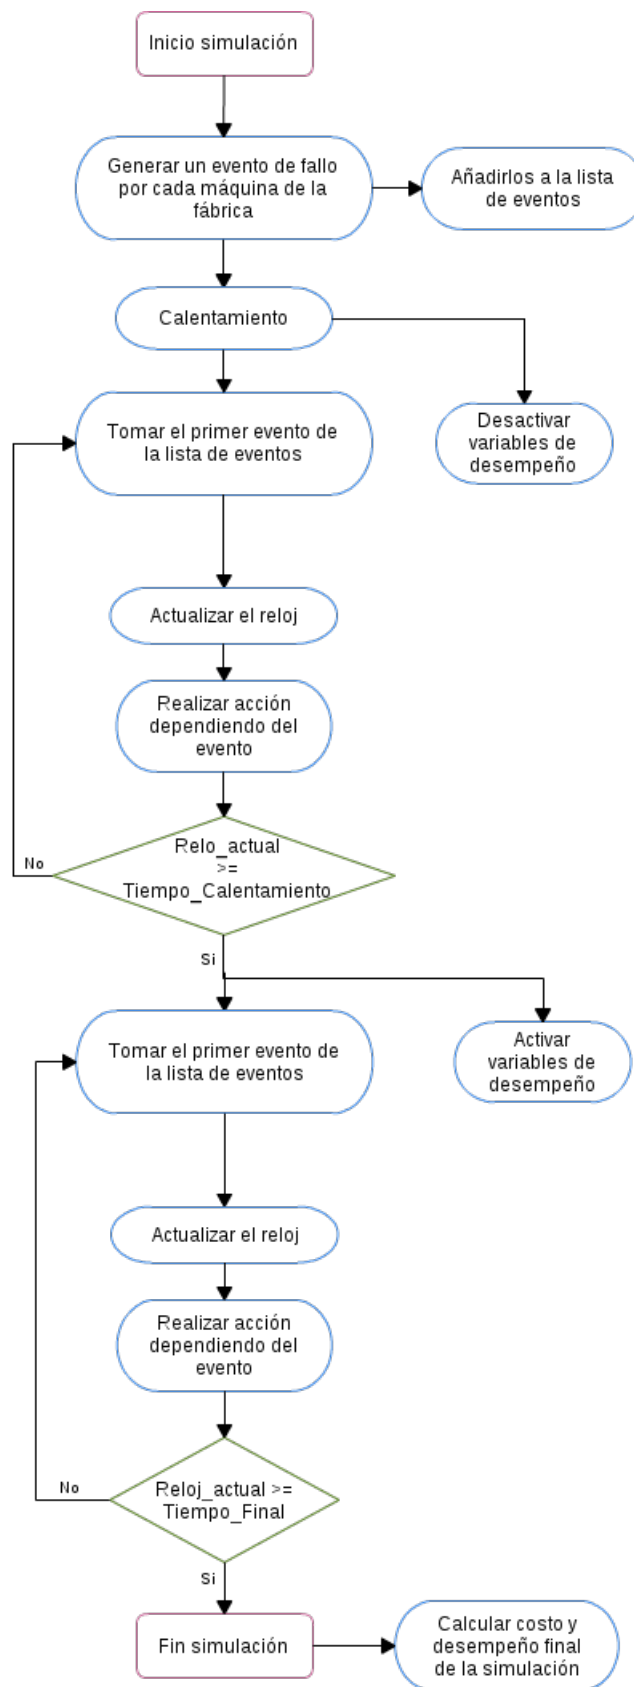 Inicio simulación
Generar un evento de fallo
por cada máquina de la
fábrica
Añadirlos a la lista
de eventos
Calentamiento
Tomar el primer evento de
la lista de eventos
Desactivar
variables de
desempeño
Actualizar el reloj
Realizar acción
dependiendo del
evento
Relo_actual
>=
Tiempo_Calentamiento
No
Si
Tomar el primer evento de
la lista de eventos
Activar
variables de
desempeño
Actualizar el reloj
Realizar acción
dependiendo del
evento
Reloj_actual >=
Tiempo_Final
No
Si
Fin simulación
Calcular costo y
desempeño final
de la simulación